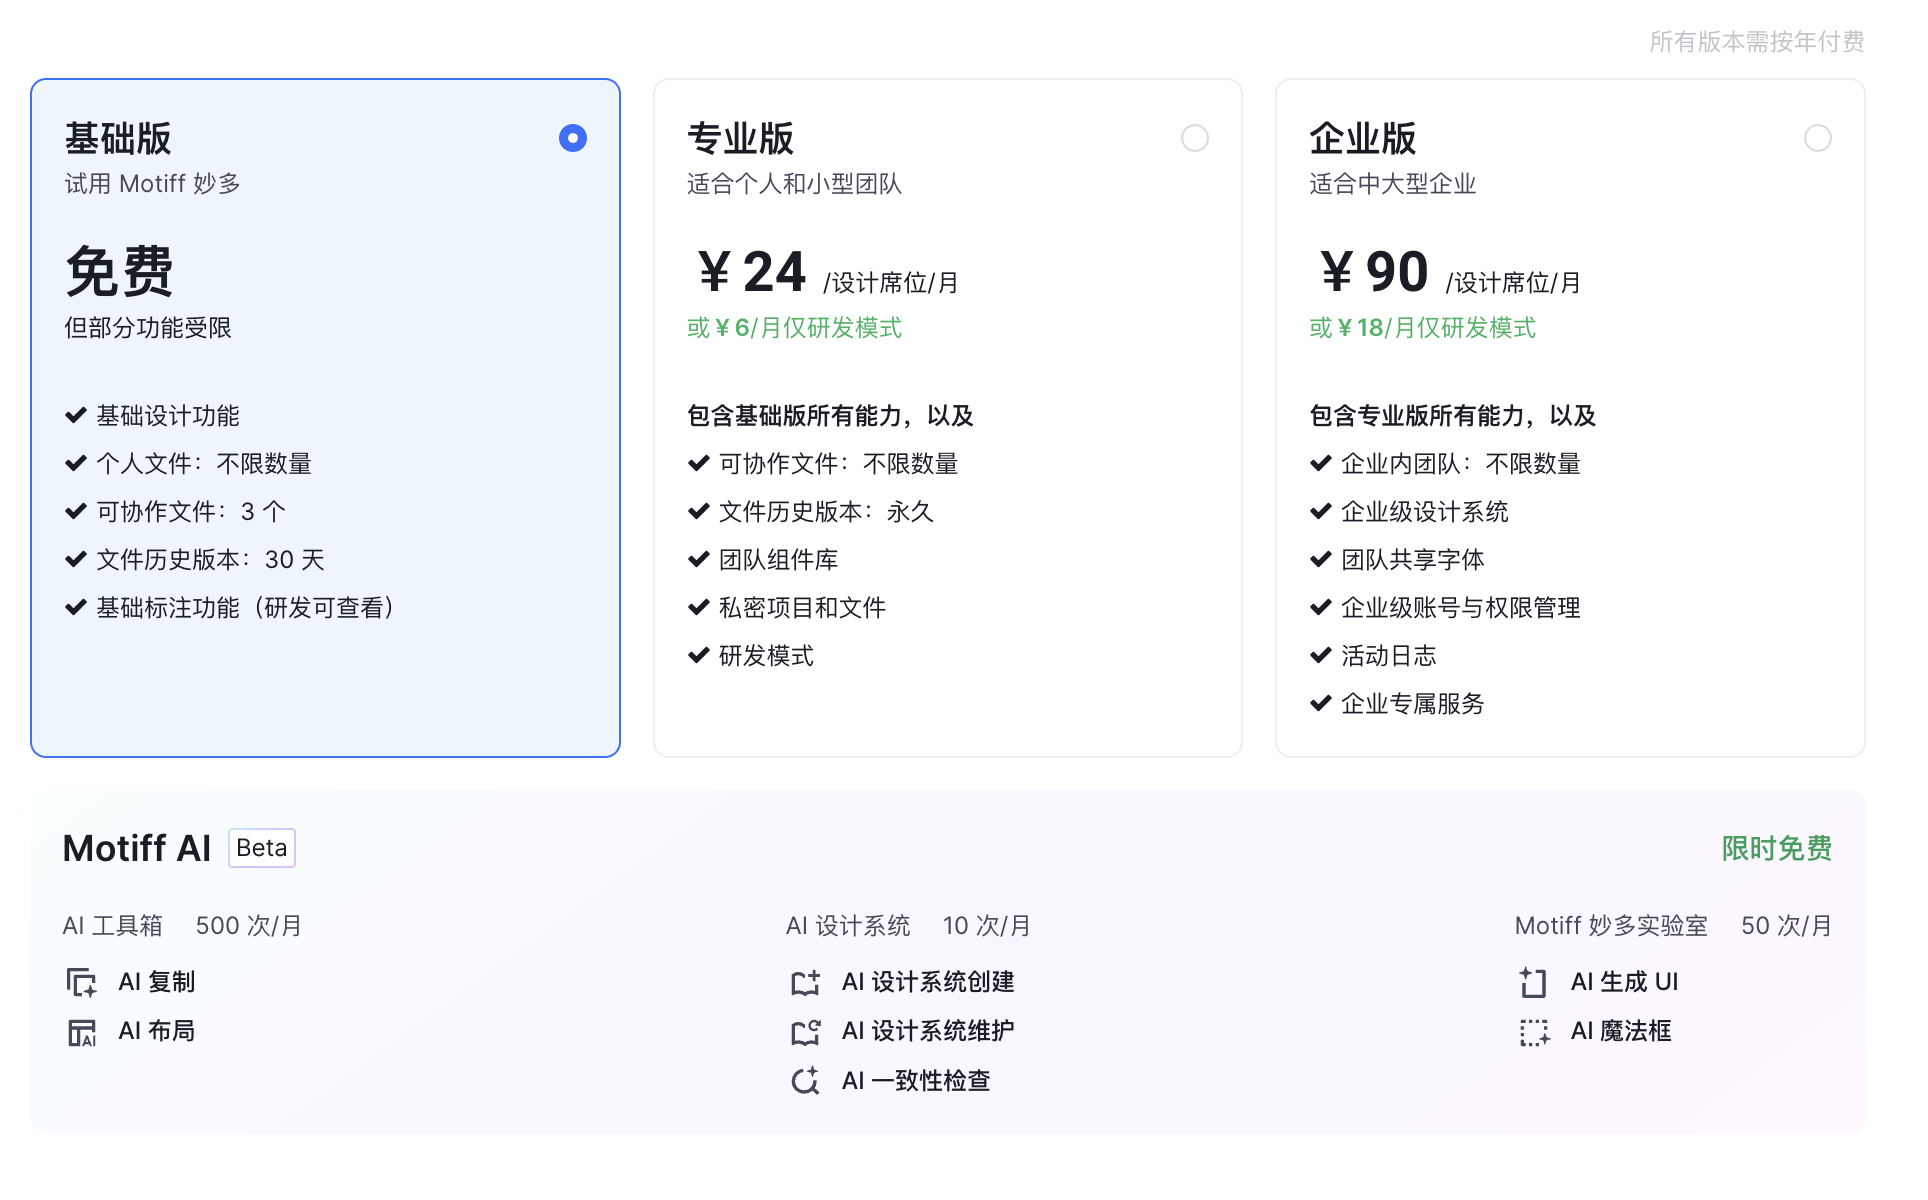 所有版本需按年付费
基础版
试用 Motiff 妙多
免费
但部分功能受限
基础设计功能
个人文件：不限数量
可协作文件：3 个
文件历史版本：30 天
基础标注功能（研发可查看）
专业版
适合个人和小型团队
¥ 24 /设计席位/月
或 ¥ 6/月仅研发模式
包含基础版所有能力，以及
可协作文件：不限数量
文件历史版本：永久
团队组件库
私密项目和文件
研发模式
企业版
适合中大型企业
¥ 90 /设计席位/月
或 ¥ 18/月仅研发模式
包含专业版所有能力，以及
企业内团队：不限数量
企业级设计系统
团队共享字体
企业级账号与权限管理
活动日志
企业专属服务
Motiff AI Beta
限时免费
AI 工具箱 500 次/月
AI 复制
AI 布局
AI 设计系统 10 次/月
AI 设计系统创建
AI 设计系统维护
AI 一致性检查
Motiff 妙多实验室 50 次/月
AI 生成 UI
AI 魔法框